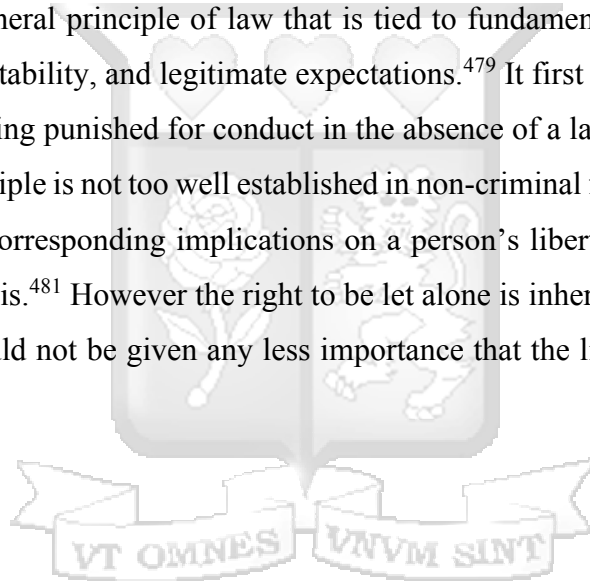 neral principle of law that is tied to fundamen
tability, and legitimate expectations.479 It first
ing punished for conduct in the absence of a la
iple is not too well established in non-criminal
orresponding implications on a person’s libert
is.481 However the right to be let alone is inher
ld not be given any less importance that the li
VT OMNES VNVM SINT